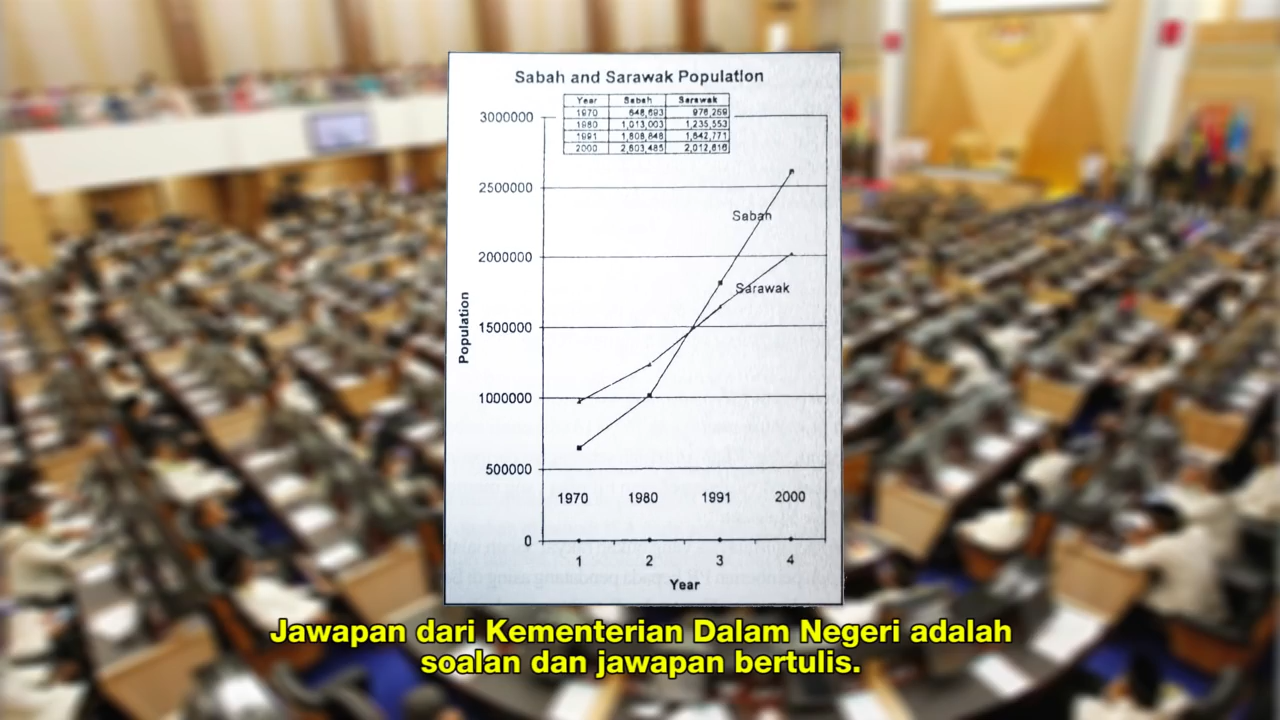 Sabah and Sarawak Population
Year Sabah Sarawak
1970 648,693 976,269
1980 1,013,003 1,235,553
1991 1,808,848 1,642,771
2000 2,603,485 2,012,616
3000000
2500000
2000000
1500000
1000000
500000
0
Population
Sabah
Sarawak
1970 1980 1991 2000
1 2 3 4
Year
Jawapan dari Kementerian Dalam Negeri adalah
soalan dan jawapan bertulis.